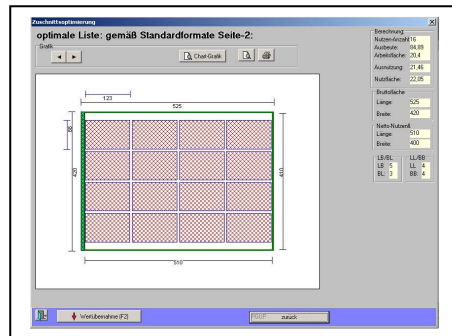 Zuschnittsoptimierung
optimale Liste: gemäß Standardformate Seite-2:
Grafik
Chart-Grafik
123
525
88
420
410
510
Berechnung:
Nutzen-Anzahl 16
Ausbeute: 84,89
Arbeitsfläche: 20,4
Ausnutzung: 21,46
Nutzfläche: 22,05
Bruttofläche
Länge: 525
Breite: 420
Netto-Nutzenfl.
Länge: 510
Breite: 400
LB/BL LL/BB
LB 5 LL: 4
BL: 3 BB: 4
Wertübernahme (F2)
zurück